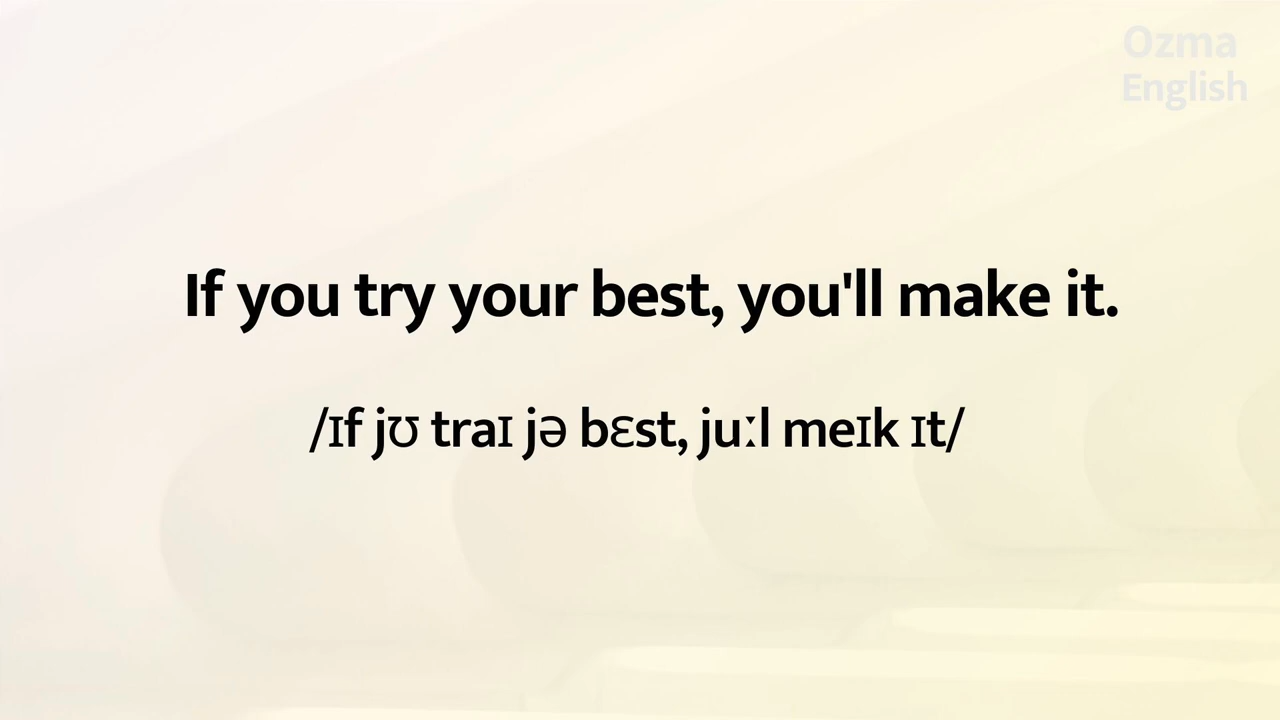 Ozma
English
If you try your best, you'll make it.
/ɪf jʊ traɪ jə bɛst, juːl meɪk ɪt/